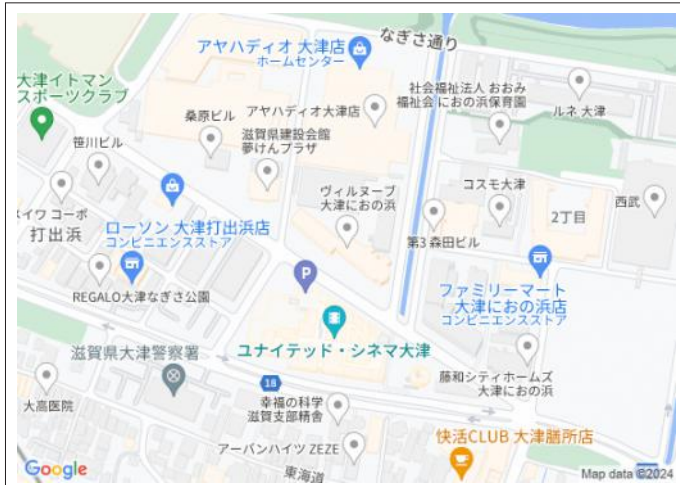 なぎさ通り
アヤハディオ 大津店
ホームセンター
大津イトマン
スポーツクラブ
社会福祉法人 おおみ
福祉会 におの浜保育園
ルネ 大津
アヤハディオ大津店
桑原ビル
滋賀県建設会館
夢けんプラザ
笹川ビル
ヴィルヌーブ
大津におの浜
コスモ大津
西武
2丁目
メイワ コーポ
打出浜
ローソン 大津打出浜店
コンビニエンスストア
第3 森田ビル
P
REGALO大津なぎさ公園
ファミリーマート
大津におの浜店
コンビニエンスストア
ユナイテッド・シネマ大津
滋賀県大津警察署
18
藤和シティホームズ
大津におの浜
大高医院
幸福の科学
滋賀支部精舎
アーバンハイツ ZEZE
快活CLUB 大津膳所店
東海道
Google
Map data ©2024